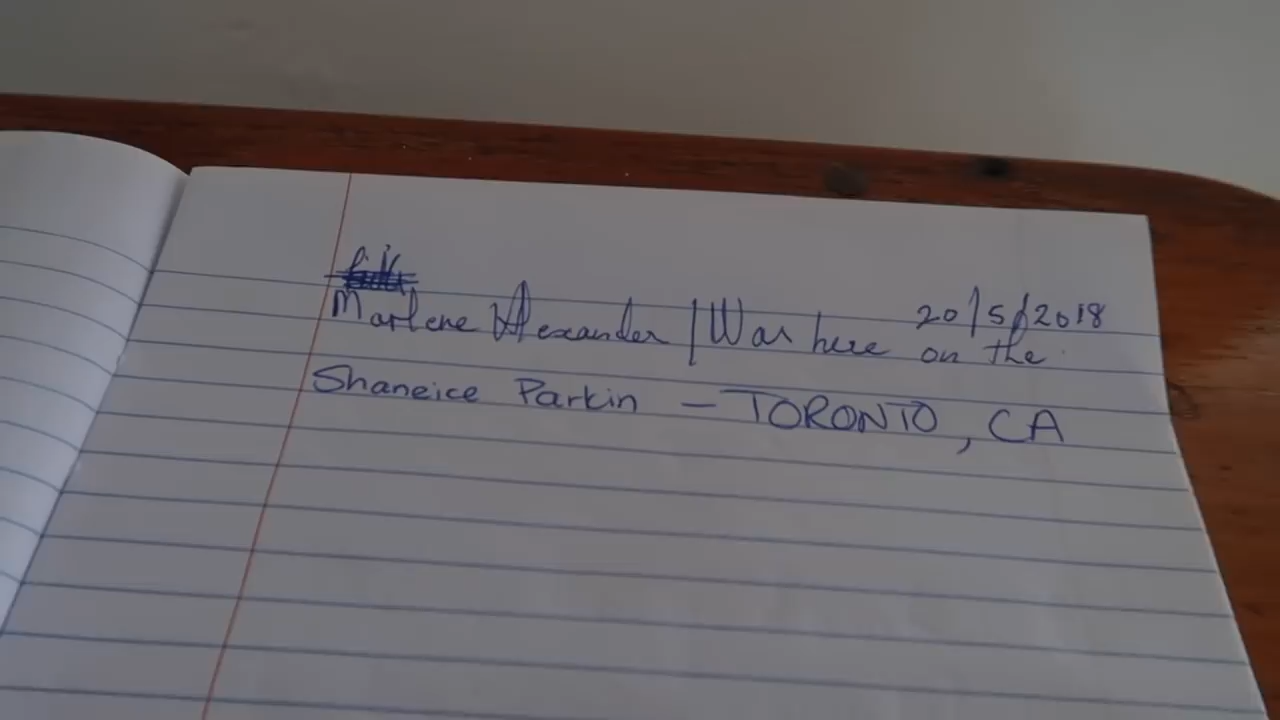 Marlene Alexander | Was here on the 20/5/2018
Shaneice Parkin - TORONTO, CA